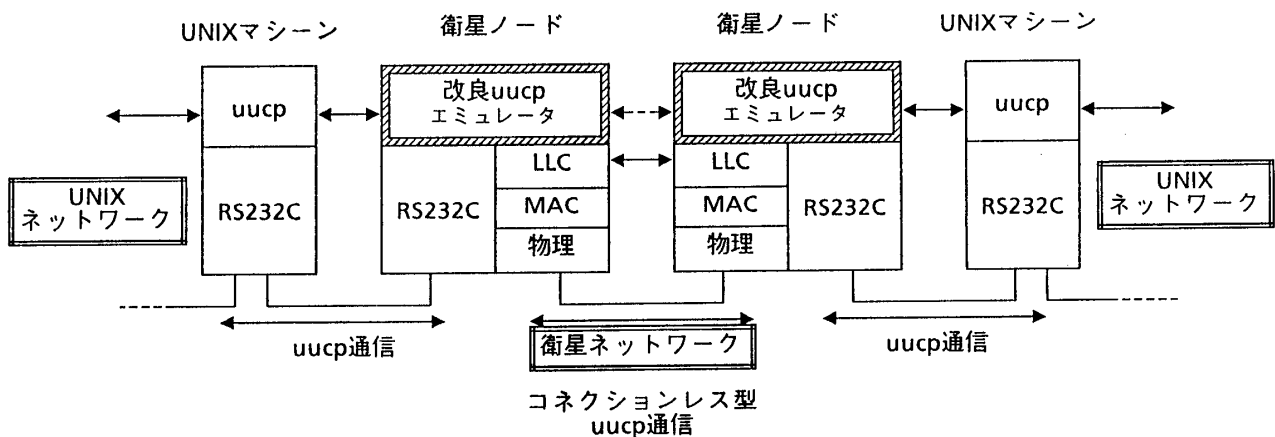 UNIXマシーン
衛星ノード
衛星ノード
UNIXマシーン
uucp
改良uucp
エミュレータ
改良uucp
エミュレータ
uucp
UNIX
ネットワーク
RS232C
RS232C
LLC
MAC
物理
LLC
MAC
物理
RS232C
RS232C
UNIX
ネットワーク
uucp通信
衛星ネットワーク
uucp通信
コネクションレス型
uucp通信